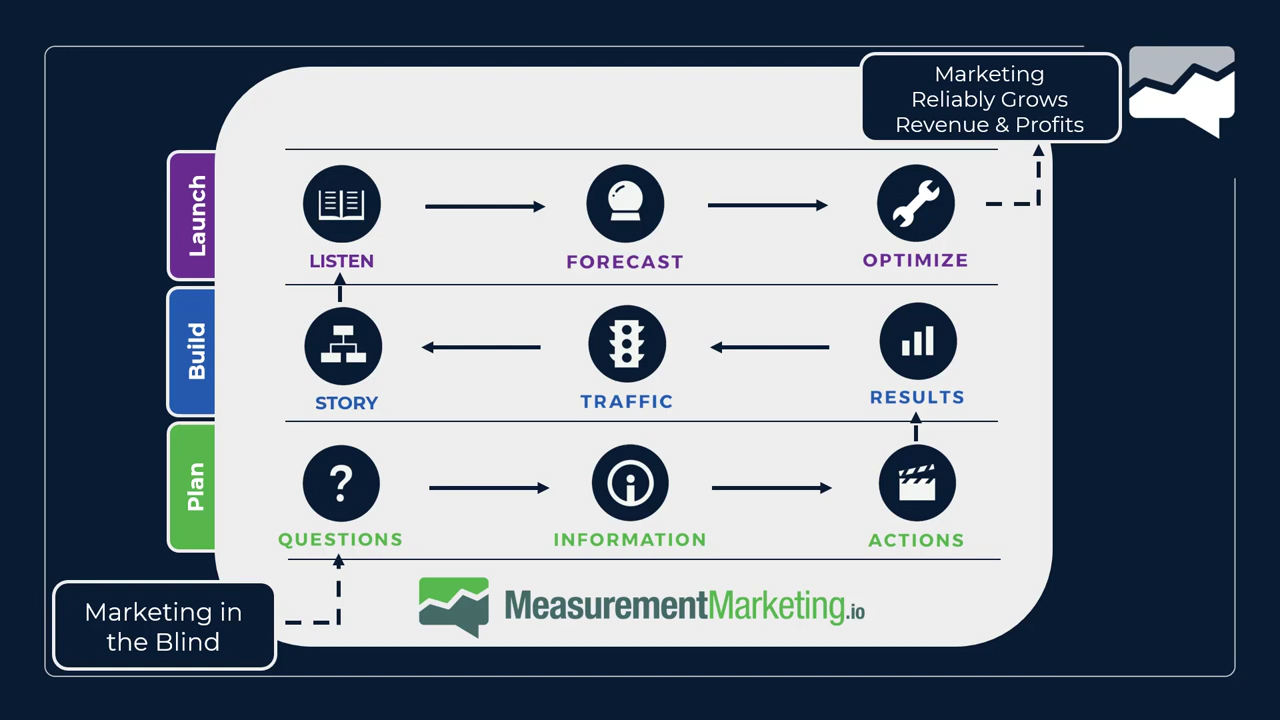 Marketing
Reliably Grows
Revenue & Profits
Launch
LISTEN
FORECAST
OPTIMIZE
Build
STORY
TRAFFIC
RESULTS
Plan
?
QUESTIONS
INFORMATION
ACTIONS
Marketing in
the Blind
MeasurementMarketing.io